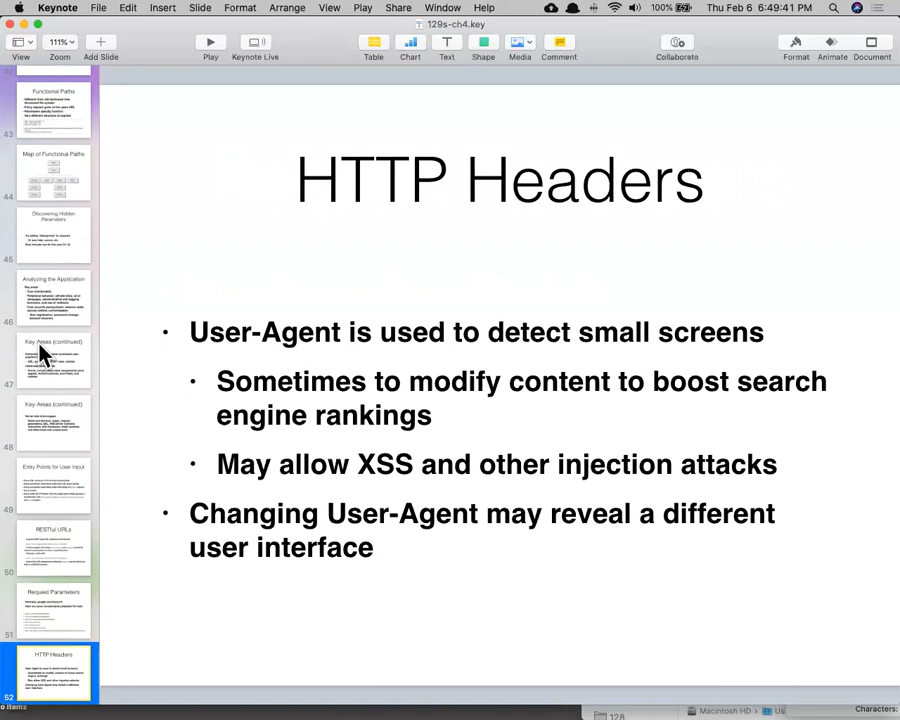 Keynote File Edit Insert Slide Format Arrange View Play Share Window Help 100% Thu Feb 6 6:49:41 PM
129s-ch4.key
111%
View Zoom Add Slide Play Keynote Live Table Chart Text Shape Media Comment Collaborate Format Animate Document
Functional Paths
43
Map of Functional Paths
44
Discovering Hidden
Parameters
45
Analyzing the Application
46
Key Areas (continued)
47
Key Areas (continued)
48
Entry Points for User Input
49
RESTful URLs
50
Request Parameters
51
HTTP Headers
52
HTTP Headers
• User-Agent is used to detect small screens
• Sometimes to modify content to boost search
engine rankings
• May allow XSS and other injection attacks
• Changing User-Agent may reveal a different
user interface
6 items
128
Macintosh HD
Us
Characters: